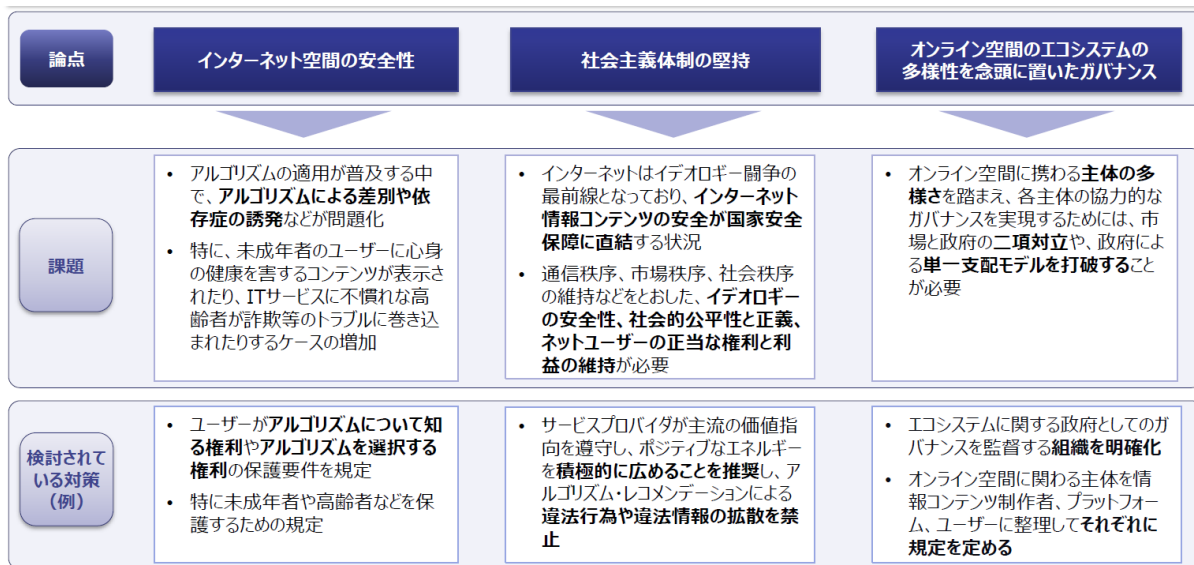 論点
インターネット空間の安全性
社会主義体制の堅持
オンライン空間のエコシステムの
多様性を念頭に置いたガバナンス
課題
• アルゴリズムの適用が普及する中
で、アルゴリズムによる差別や依
存症の誘発などが問題化
• 特に、未成年者のユーザーに心身
の健康を害するコンテンツが表示さ
れたり、ITサービスに不慣れな高
齢者が詐欺等のトラブルに巻き込
まれたりするケースの増加
• インターネットはイデオロギー闘争の
最前線となっており、インターネット
情報コンテンツの安全が国家安全
保障に直結する状況
• 通信秩序、市場秩序、社会秩序
の維持などをとおした、イデオロギー
の安全性、社会的公平性と正義、
ネットユーザーの正当な権利と利
益の維持が必要
• オンライン空間に携わる主体の多
様さを踏まえ、各主体の協力的な
ガバナンスを実現するためには、市
場と政府の二項対立や、政府によ
る単一支配モデルを打破すること
が必要
検討されて
いる対策
（例）
• ユーザーがアルゴリズムについて知
る権利やアルゴリズムを選択する
権利の保護要件を規定
• 特に未成年者や高齢者などを保
護するための規定
• サービスプロバイダが主流の価値指
向を遵守し、ポジティブなエネルギー
を積極的に広めることを推奨し、ア
ルゴリズム・レコメンデーションによる
違法行為や違法情報の拡散を禁
止
• エコシステムに関する政府としてのガ
バナンスを監督する組織を明確化
• オンライン空間に関わる主体を情
報コンテンツ制作者、プラットフォー
ム、ユーザーに整理してそれぞれに
規定を定める